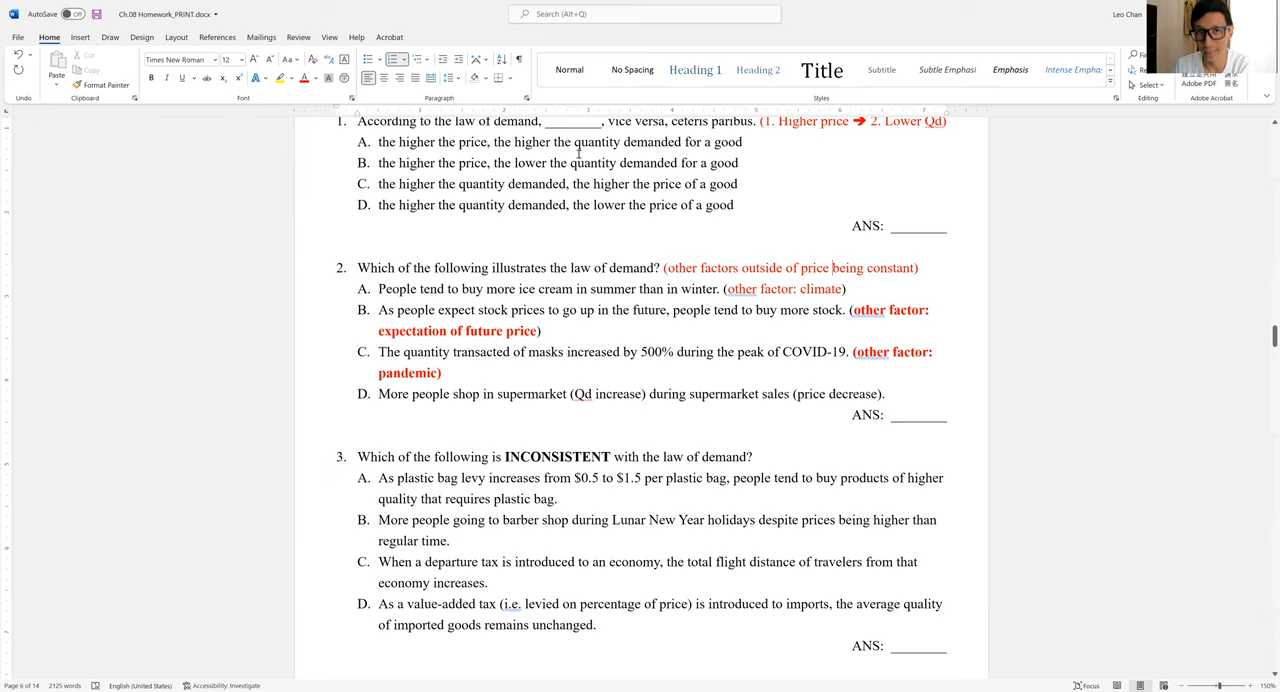 AutoSave Off Ch.08 Homework_PRINT.docx Search (Alt+Q) Leo Chan
File Home Insert Draw Design Layout References Mailings Review View Help Acrobat
Times New Roman 12 Normal No Spacing Heading 1 Heading 2 Title Subtitle Subtle Emphasi Emphasis Intense Empha:
Paste Cut
Copy
Format Painter
Select
Adobe PDF 簽名
Undo Clipboard Font Paragraph Styles Editing Adobe Acrobat
1. According to the law of demand, ________, vice versa, ceteris paribus. (1. Higher price ➔ 2. Lower Qd)
A. the higher the price, the higher the quantity demanded for a good
B. the higher the price, the lower the quantity demanded for a good
C. the higher the quantity demanded, the higher the price of a good
D. the higher the quantity demanded, the lower the price of a good
ANS: ________
2. Which of the following illustrates the law of demand? (other factors outside of price being constant)
A. People tend to buy more ice cream in summer than in winter. (other factor: climate)
B. As people expect stock prices to go up in the future, people tend to buy more stock. (other factor:
expectation of future price)
C. The quantity transacted of masks increased by 500% during the peak of COVID-19. (other factor:
pandemic)
D. More people shop in supermarket (Qd increase) during supermarket sales (price decrease).
ANS: ________
3. Which of the following is INCONSISTENT with the law of demand?
A. As plastic bag levy increases from $0.5 to $1.5 per plastic bag, people tend to buy products of higher
quality that requires plastic bag.
B. More people going to barber shop during Lunar New Year holidays despite prices being higher than
regular time.
C. When a departure tax is introduced to an economy, the total flight distance of travelers from that
economy increases.
D. As a value-added tax (i.e. levied on percentage of price) is introduced to imports, the average quality
of imported goods remains unchanged.
ANS: ________
Page 6 of 14 2125 words English (United States) Accessibility: Investigate Focus 150%